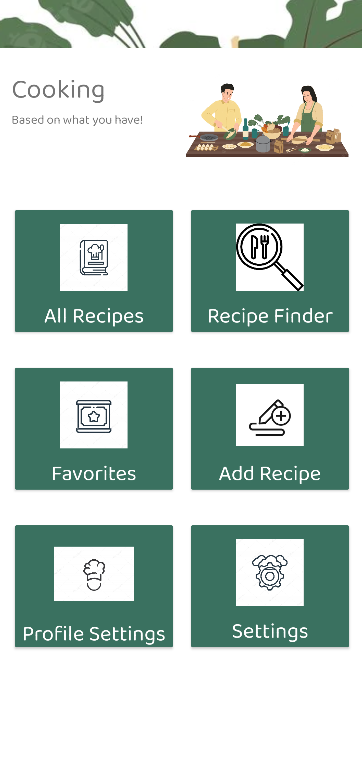 Cooking
Based on what you have!
All Recipes
Recipe Finder
Favorites
Add Recipe
Profile Settings
Settings